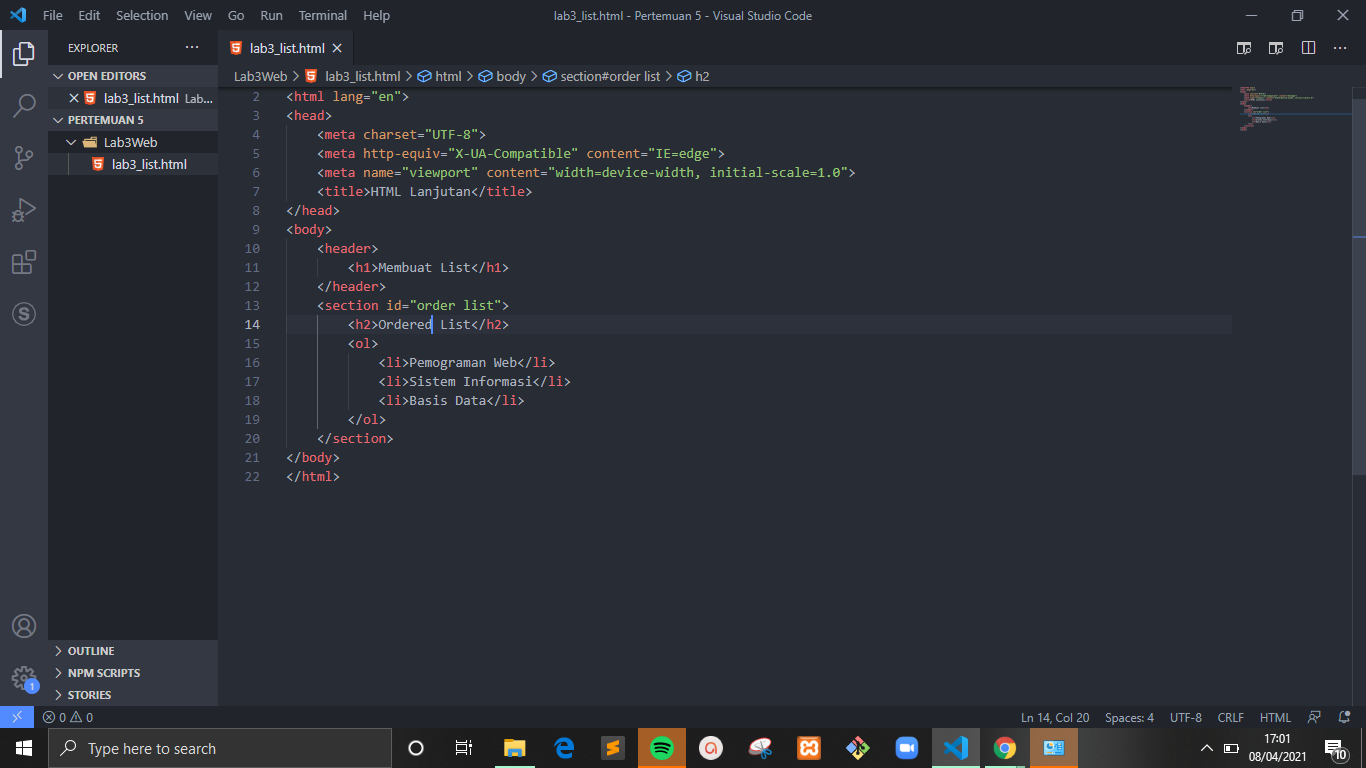 File Edit Selection View Go Run Terminal Help lab3_list.html - Pertemuan 5 - Visual Studio Code
EXPLORER
lab3_list.html
OPEN EDITORS
lab3_list.html Lab...
PERTEMUAN 5
Lab3Web
lab3_list.html
Lab3Web > lab3_list.html > html > body > section#order list > h2
2 <html lang="en">
3 <head>
4 <meta charset="UTF-8">
5 <meta http-equiv="X-UA-Compatible" content="IE=edge">
6 <meta name="viewport" content="width=device-width, initial-scale=1.0">
7 <title>HTML Lanjutan</title>
8 </head>
9 <body>
10 <header>
11 <h1>Membuat List</h1>
12 </header>
13 <section id="order list">
14 <h2>Ordered List</h2>
15 <ol>
16 <li>Pemograman Web</li>
17 <li>Sistem Informasi</li>
18 <li>Basis Data</li>
19 </ol>
20 </section>
21 </body>
22 </html>
OUTLINE
NPM SCRIPTS
STORIES
1
0 0 Ln 14, Col 20 Spaces: 4 UTF-8 CRLF HTML
Type here to search
17:01
08/04/2021
10